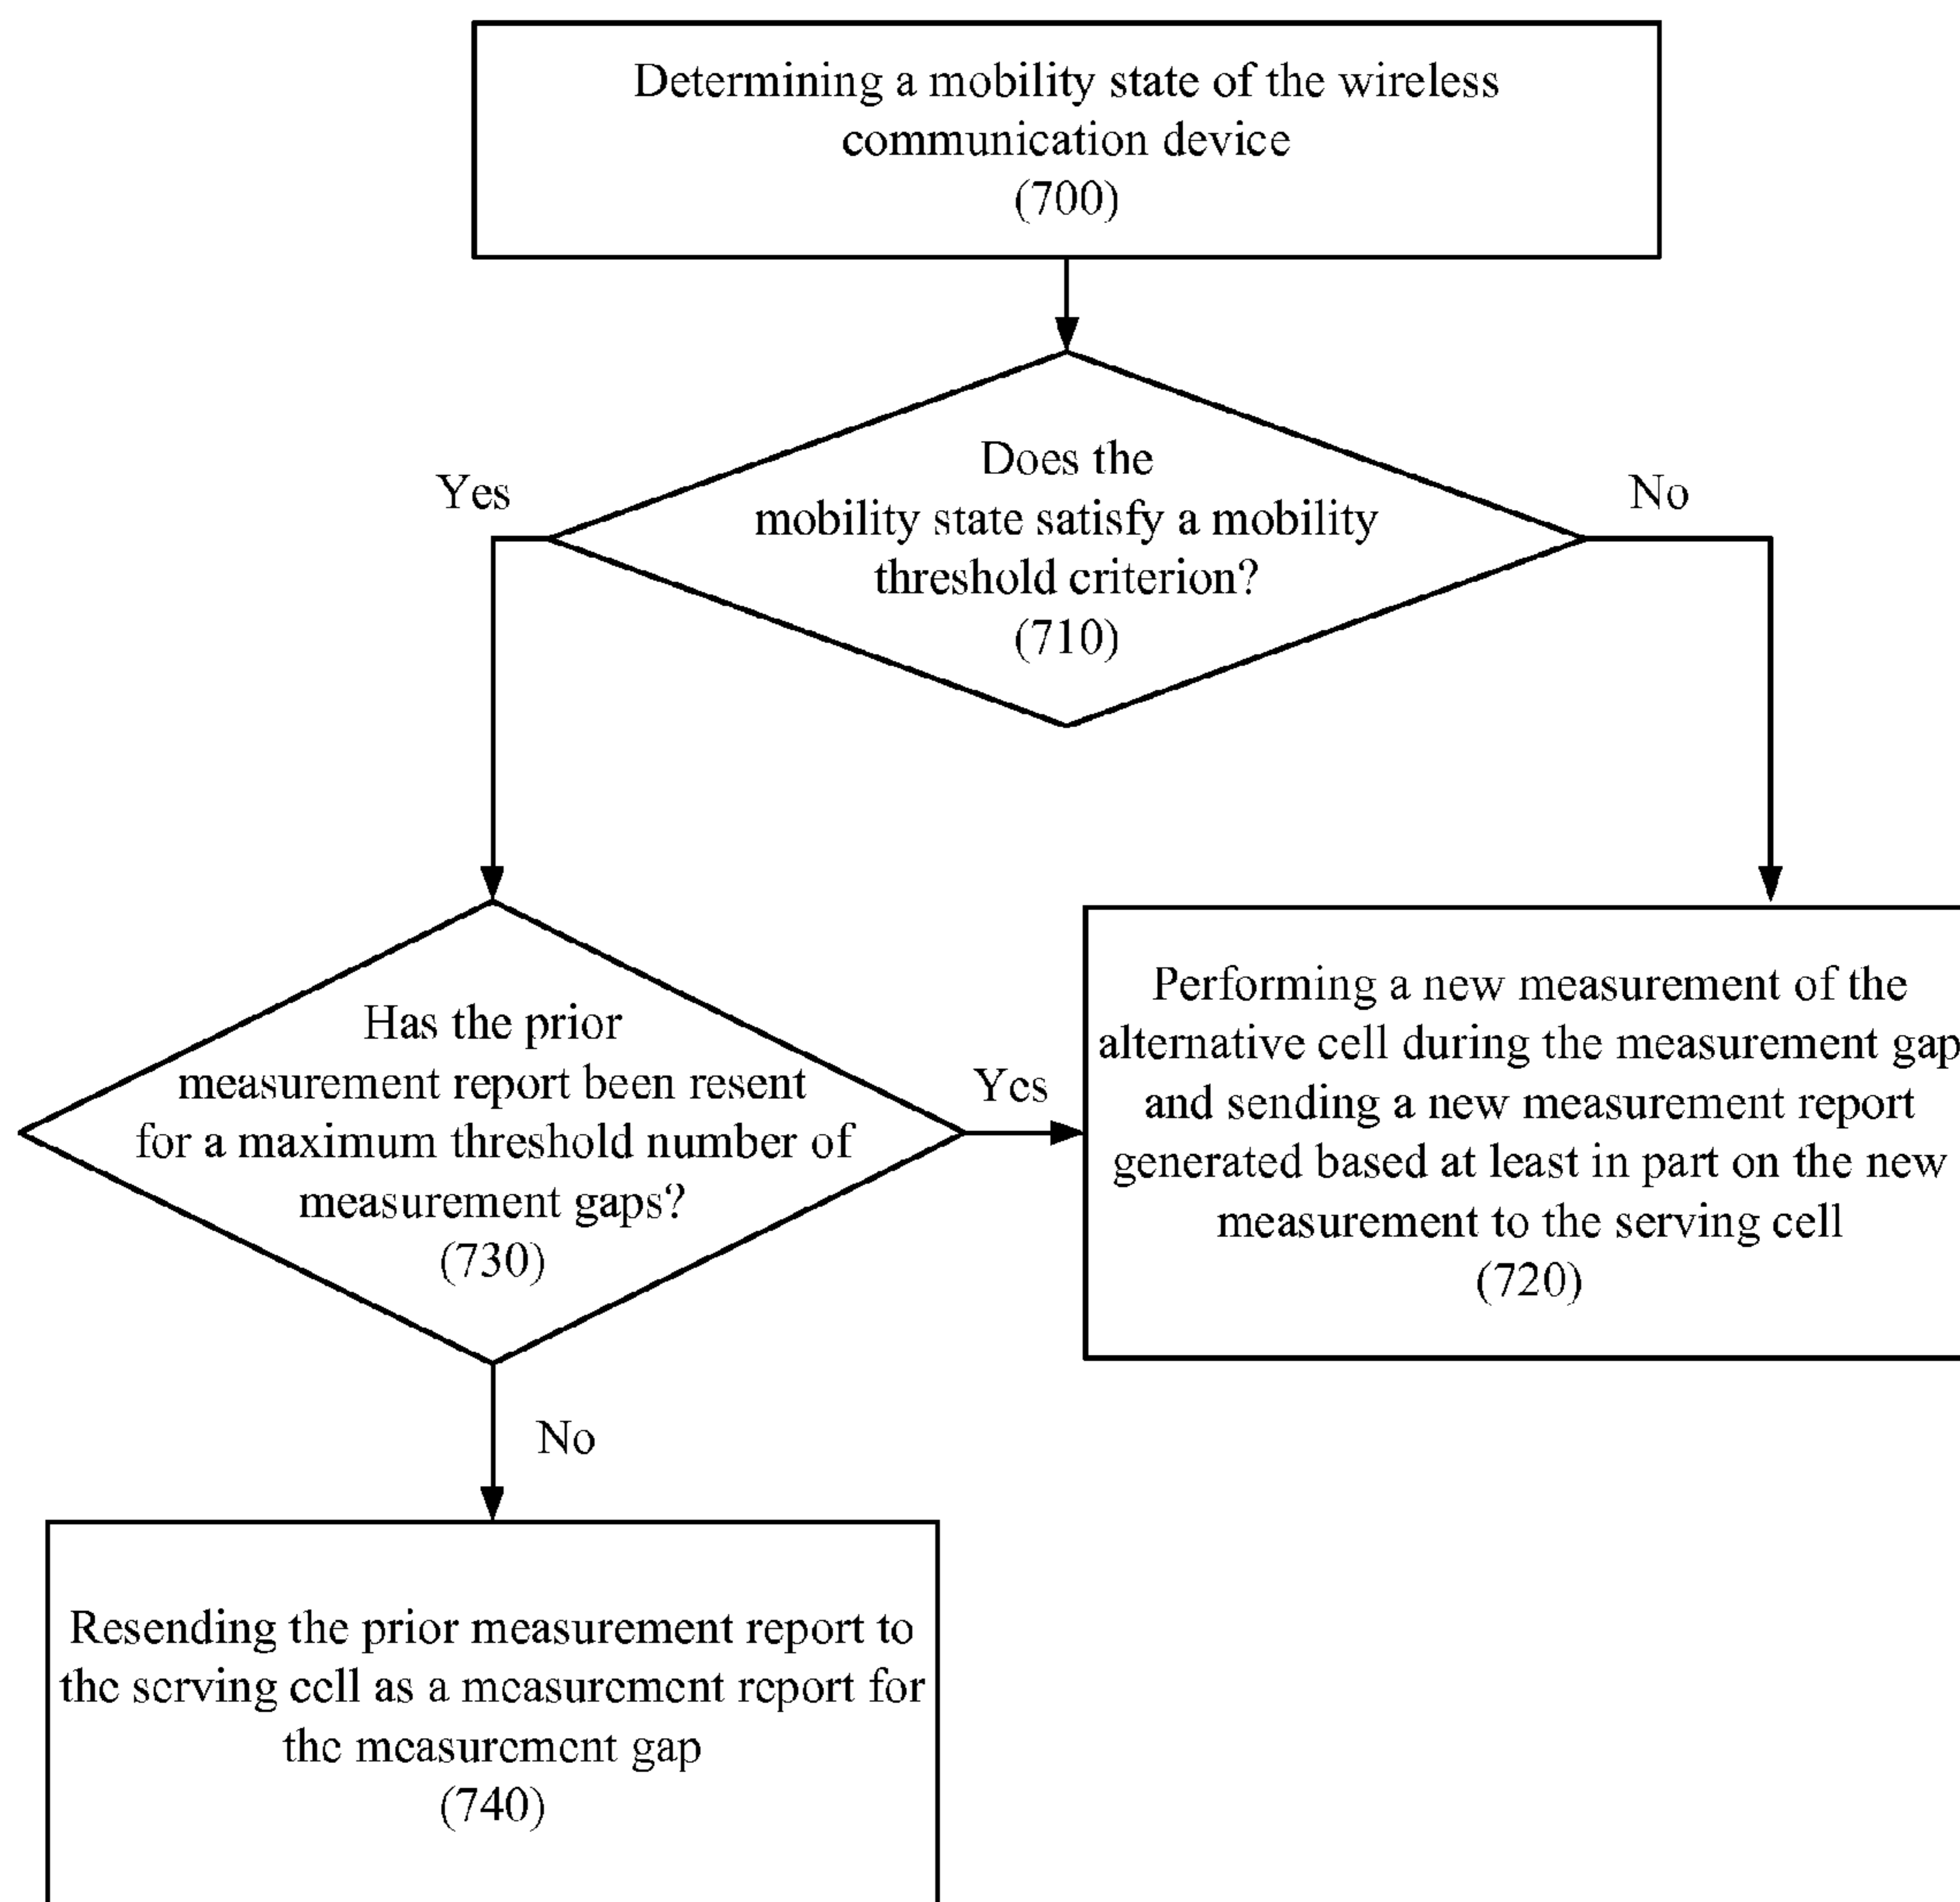 Determining a mobility state of the wireless
communication device
(700)
Does the
mobility state satisfy a mobility
threshold criterion?
(710)
Yes
No
Has the prior
measurement report been resent
for a maximum threshold number of
measurement gaps?
(730)
Yes
Performing a new measurement of the
alternative cell during the measurement gap
and sending a new measurement report
generated based at least in part on the new
measurement to the serving cell
(720)
No
Resending the prior measurement report to
the serving cell as a measurement report for
the measurement gap
(740)